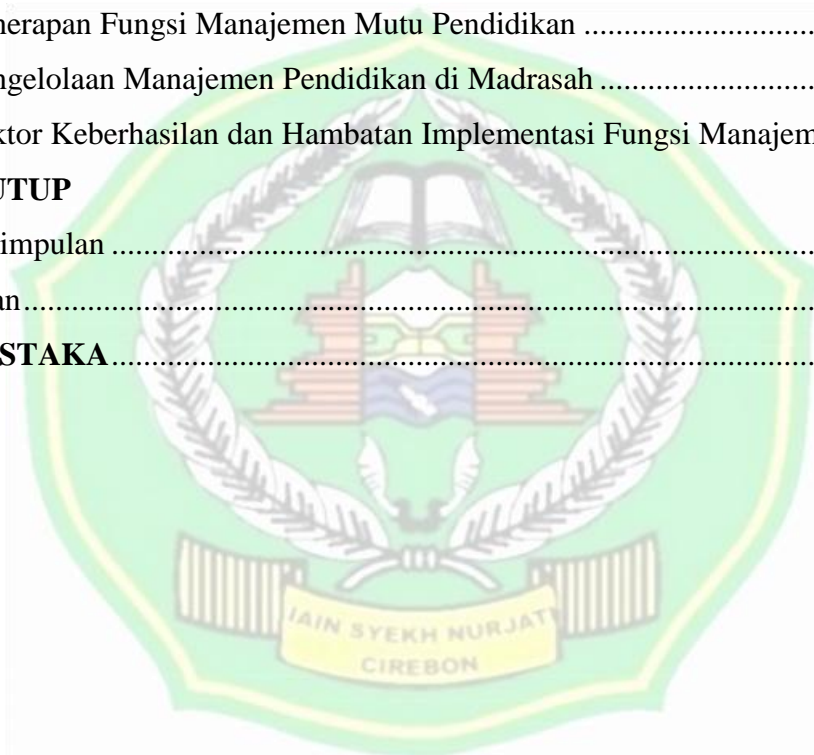 nerapan Fungsi Manajemen Mutu Pendidikan ..............................
ngelolaan Manajemen Pendidikan di Madrasah ...........................
ktor Keberhasilan dan Hambatan Implementasi Fungsi Manajem
UTUP
impulan ..........................................................................................
an.....................................................................................................
STAKA..........................................................................................
IAIN SYEKH NURJATI
CIREBON